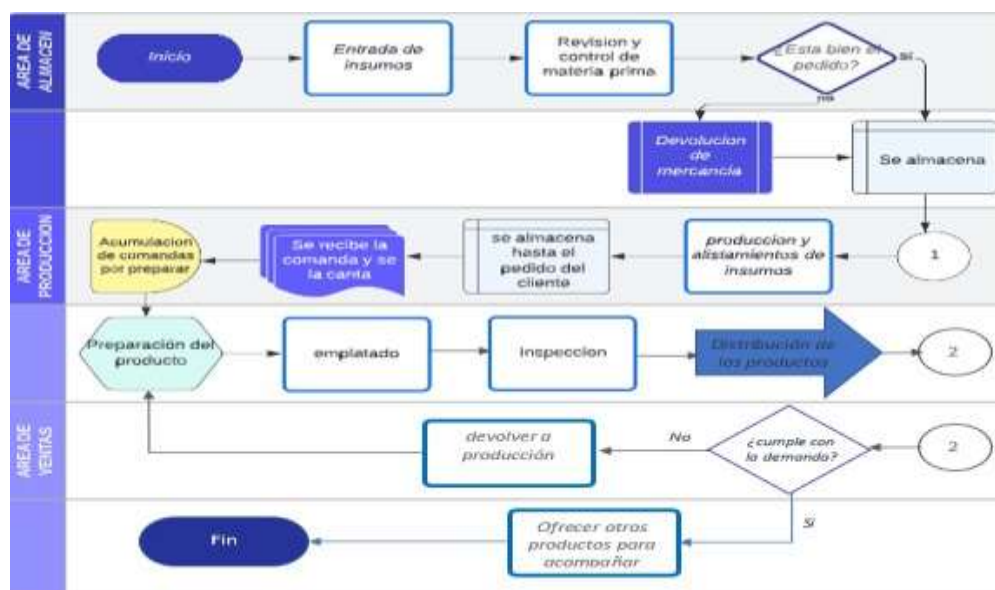 AREA DE
ALMACEN
Inicio
Entrada de
insumos
Revision y
control de
materia prima
¿Esta bien el
pedido?
sí
no
Devolucion
de
mercancía
Se almacena
AREA DE
PRODUCCION
Acumulacion
de comandas
por preparar
Se recibe la
comanda y se
la canta
se almacena
hasta el
pedido del
cliente
produccion y
alistamientos de
insumos
1
Preparación del
producto
emplatado
Inspeccion
Distribución de
los productos
2
AREA DE
VENTAS
devolver a
producción
No
¿cumple con
la demanda?
2
Si
Fin
Ofrecer otros
productos para
acompañar